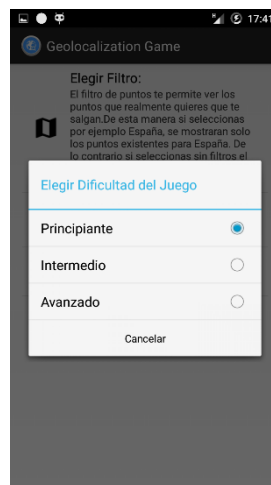 17:41
Geolocalization Game
Elegir Filtro:
El filtro de puntos te permite ver los
puntos que realmente quieres que te
salgan.De esta manera si seleccionas
por ejemplo España, se mostraran solo
los puntos existentes para España. De
lo contrario si seleccionas sin filtros el
Elegir Dificultad del Juego
Principiante
Intermedio
Avanzado
Cancelar